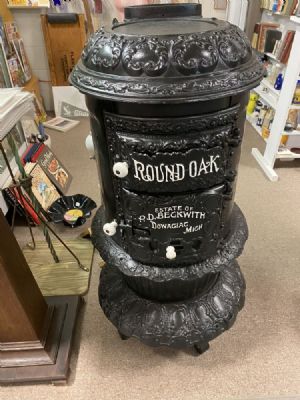 ROUND OAK
ESTATE OF
P.D. BECKWITH
DOWAGIAC
MICH